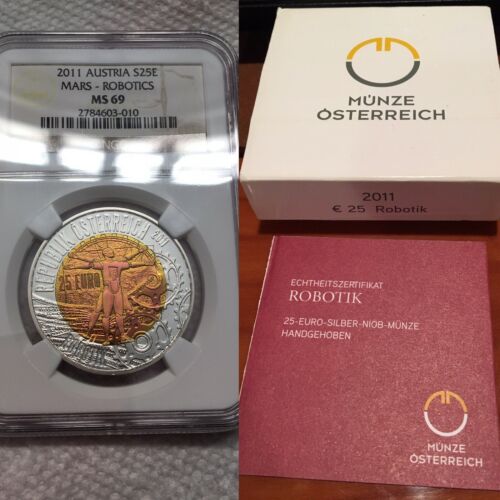 2011 AUSTRIA S25E
MARS - ROBOTICS
MS 69
2784603-010
REPUBLIK ÖSTERREICH 2011
25 EURO
ROBOTIK
MÜNZE
ÖSTERREICH
2011
€ 25 Robotik
ECHTHEITSZERTIFIKAT
ROBOTIK
25-EURO-SILBER-NIOB-MÜNZE
HANDGEHOBEN
MÜNZE
ÖSTERREICH